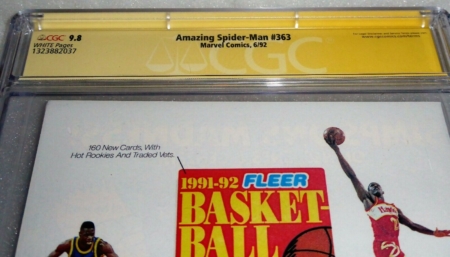 CGC 9.8
WHITE Pages
1323882037
Amazing Spider-Man #363
Marvel Comics, 6/92
CGC
160 New Cards, With
Hot Rookies And Traded Vets.
1991-92 FLEER
BASKET-
BALL